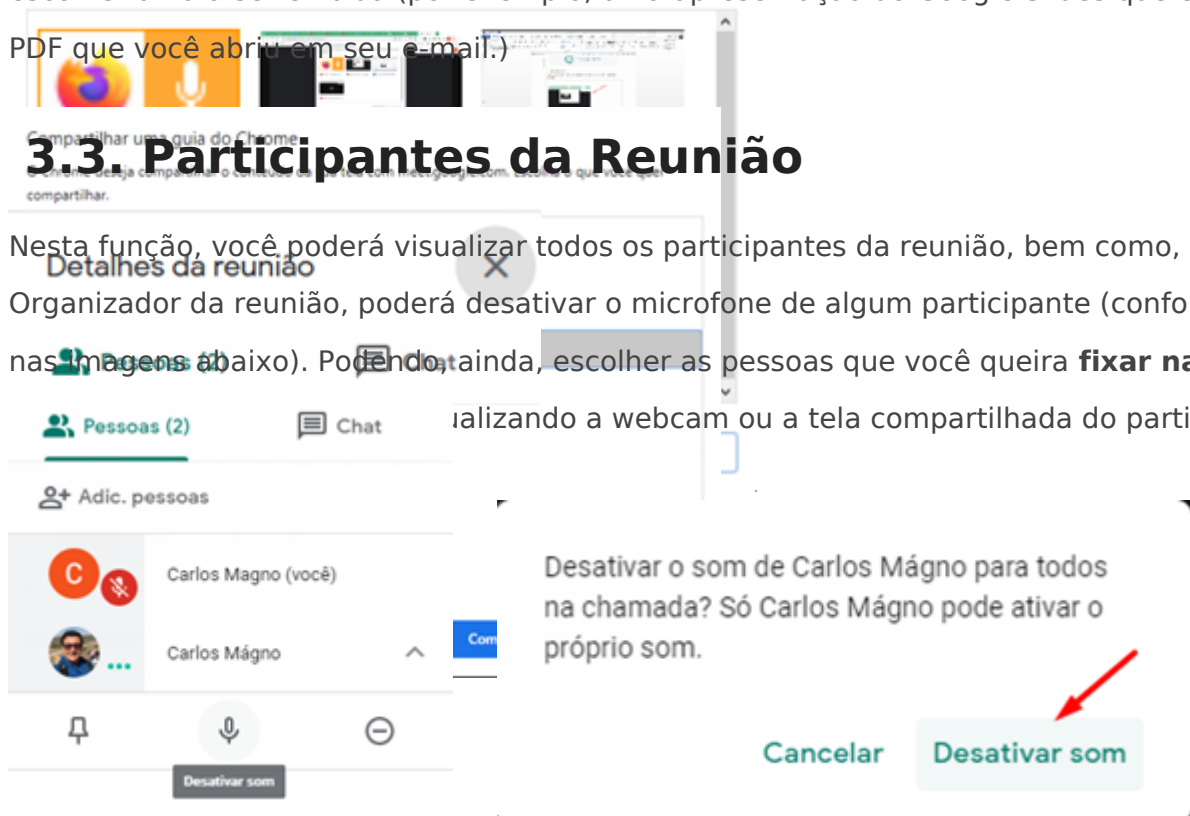 PDF que você abriu em seu e-mail.)
Compartilhar uma guia do Chrome
3.3. Participantes da Reunião
compartilhar.
Nesta função, você poderá visualizar todos os participantes da reunião, bem como,
Detalhes da reunião
Organizador da reunião, poderá desativar o microfone de algum participante (confo
nas imagens abaixo). Podendo, ainda, escolher as pessoas que você queira fixar na
Pessoas (2) Chat
ualizando a webcam ou a tela compartilhada do parti
Pessoas (2) Chat
Adic. pessoas
C
Carlos Magno (você)
Carlos Mágno
Com
Desativar som
Desativar o som de Carlos Mágno para todos
na chamada? Só Carlos Mágno pode ativar o
próprio som.
Cancelar Desativar som